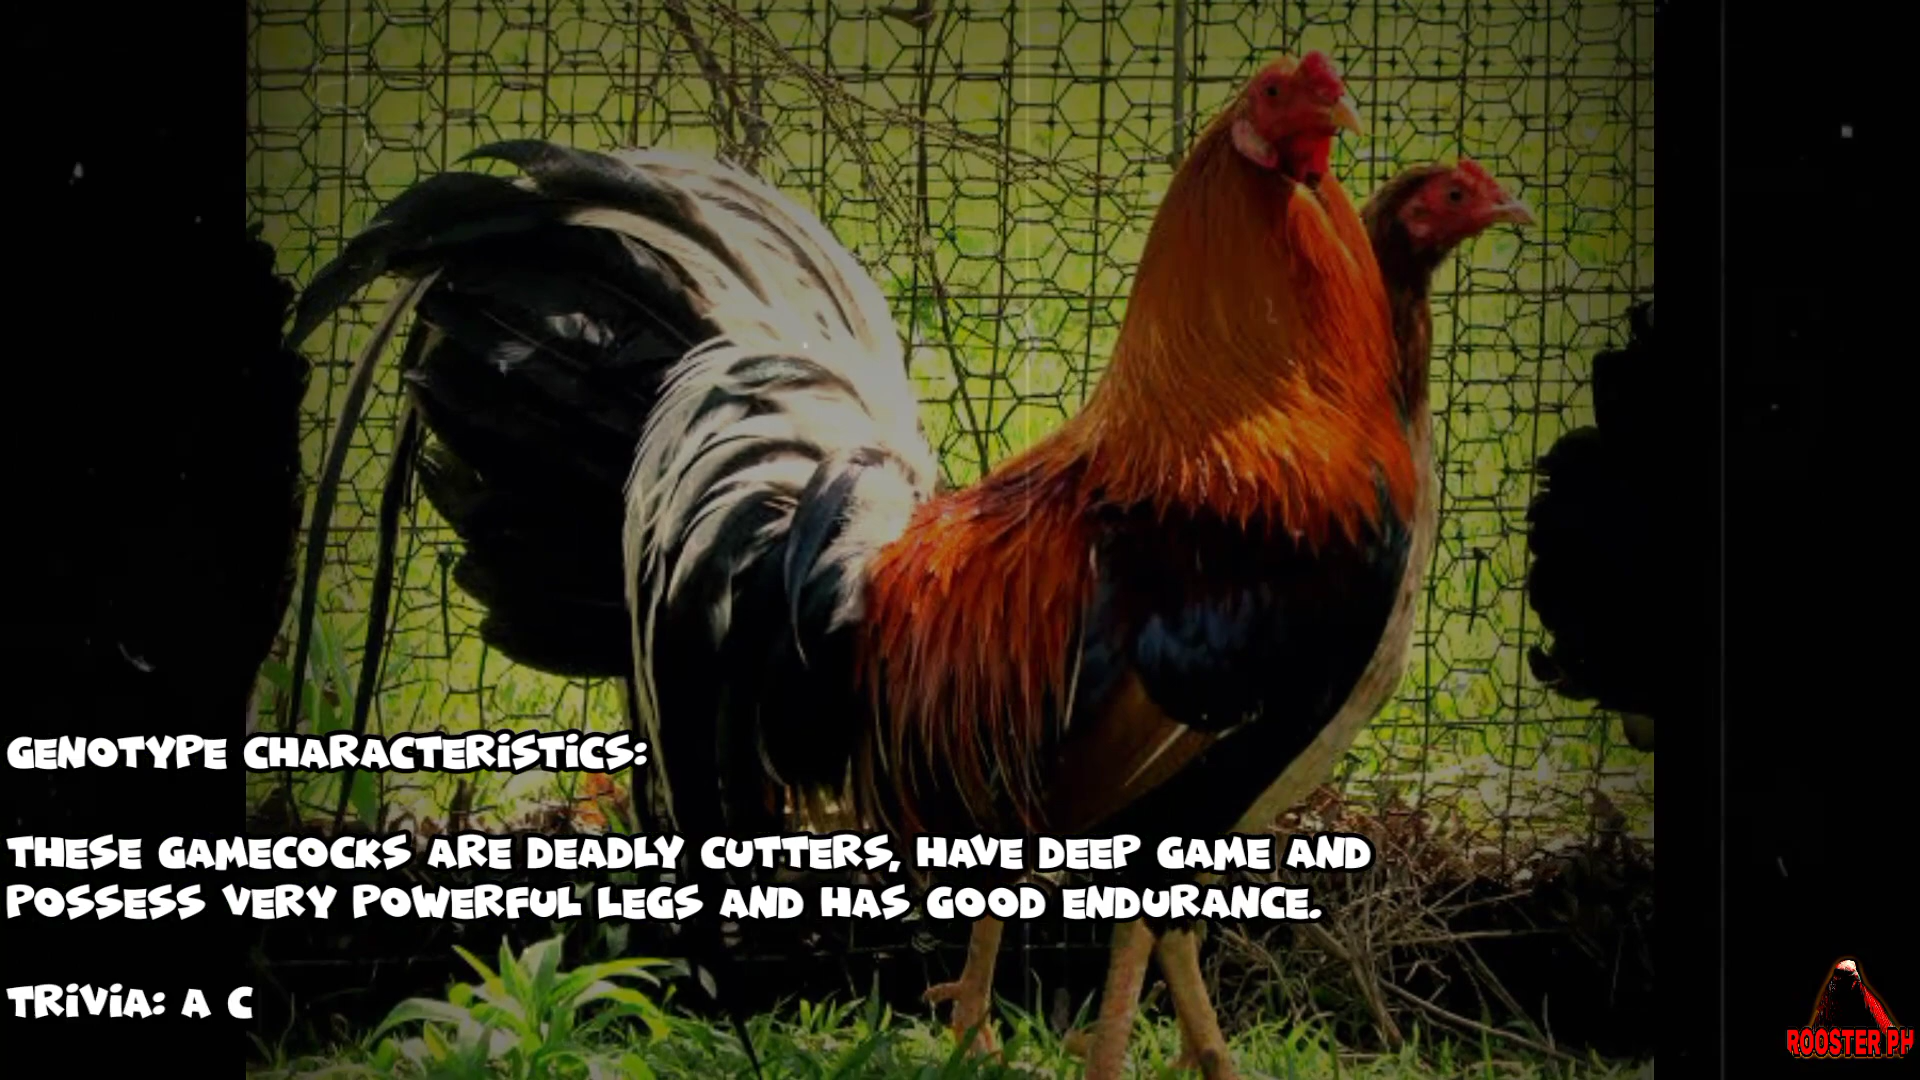 GENOTYPE CHARACTERISTICS:
THESE GAMECOCKS ARE DEADLY CUTTERS, HAVE DEEP GAME AND
POSSESS VERY POWERFUL LEGS AND HAS GOOD ENDURANCE.
TRIVIA: A C
ROOSTER PH